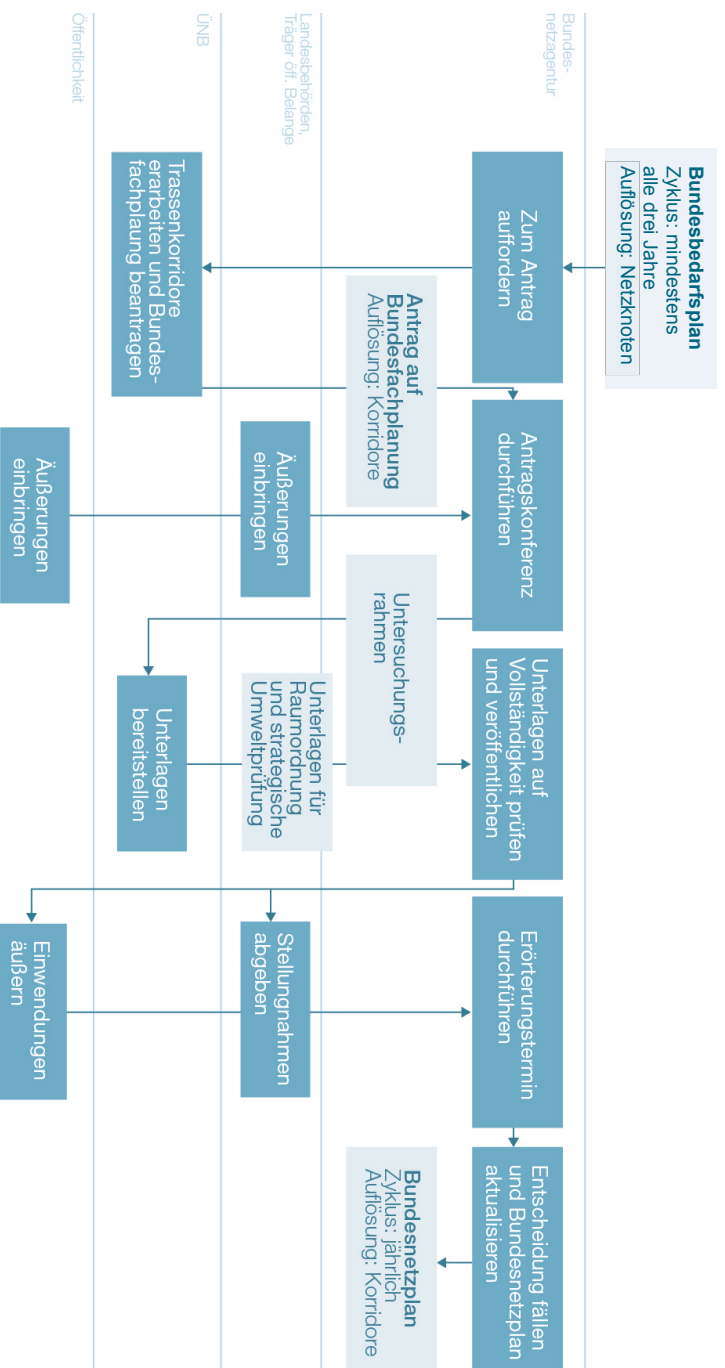 Bundesbedarfsplan
Zyklus: mindestens
alle drei Jahre
Auflösung: Netzknoten
Bundes-
netzagentur
Zum Antrag
auffordern
Antragskonferenz
durchführen
Unterlagen auf
Vollständigkeit prüfen
und veröffentlichen
Erörterungstermin
durchführen
Entscheidung fällen
und Bundesnetzplan
aktualisieren
Antrag auf
Bundesfachplanung
Auflösung: Korridore
Untersuchungs-
rahmen
Bundesnetzplan
Zyklus: jährlich
Auflösung: Korridore
Landesbehörden,
Träger öff. Belange
Äußerungen
einbringen
Unterlagen für
Raumordnung
und strategische
Umweltprüfung
Stellungnahmen
abgeben
ÜNB
Trassenkorridore
erarbeiten und Bundes-
fachplaung beantragen
Unterlagen
bereitstellen
Öffentlichkeit
Äußerungen
einbringen
Einwendungen
äußern